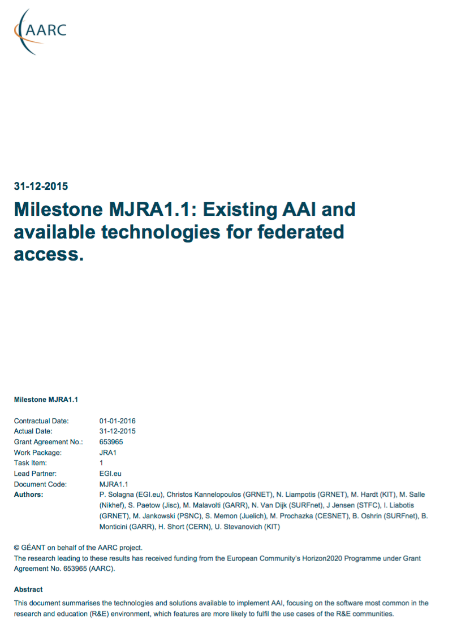 AARC
31-12-2015
Milestone MJRA1.1: Existing AAI and
available technologies for federated
access.
Milestone MJRA1.1
Contractual Date: 01-01-2016
Actual Date: 31-12-2015
Grant Agreement No.: 653965
Work Package: JRA1
Task Item: 1
Lead Partner: EGI.eu
Document Code: MJRA1.1
Authors: P. Solagna (EGI.eu), Christos Kannelopoulos (GRNET), N. Liampotis (GRNET), M. Hardt (KIT), M. Salle
(Nikhef), S. Paetow (Jisc), M. Malavolti (GARR), N. Van Dijk (SURFnet), J Jensen (STFC), I. Liabotis
(GRNET), M. Jankowski (PSNC), S. Memon (Juelich), M. Prochazka (CESNET), B. Oshrin (SURFnet), B.
Monticini (GARR), H. Short (CERN), U. Stevanovich (KIT)
© GÉANT on behalf of the AARC project.
The research leading to these results has received funding from the European Community's Horizon2020 Programme under Grant
Agreement No. 653965 (AARC).
Abstract
This document summarises the technologies and solutions available to implement AAI, focusing on the software most common in the
research and education (R&E) environment, which features are more likely to fulfil the use cases of the R&E communities.